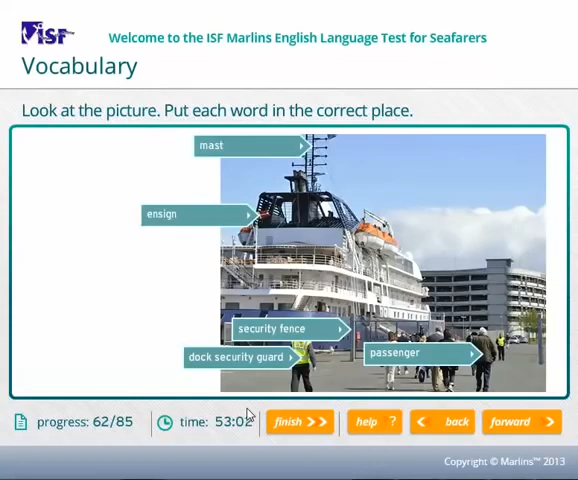 ISF
Welcome to the ISF Marlins English Language Test for Seafarers
Vocabulary
Look at the picture. Put each word in the correct place.
mast
ensign
security fence
dock security guard
passenger
progress: 62/85
time: 53:02
finish >>
help ?
< back
forward >
Copyright © Marlins™ 2013